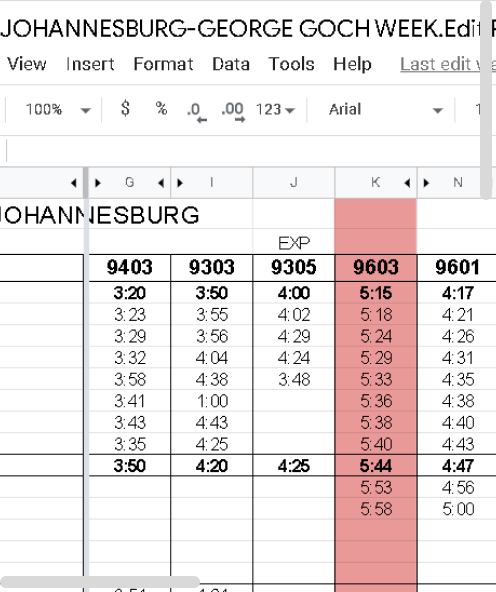 JOHANNESBURG-GEORGE GOCH WEEK.Edit
View Insert Format Data Tools Help Last edit
100% $ % .0 .00 123 Arial 1
G I J K N
JOHANNESBURG
EXP
9403 9303 9305 9603 9601
3:20 3:50 4:00 5:15 4:17
3:23 3:55 4:02 5:18 4:21
3:29 3:56 4:29 5:24 4:26
3:32 4:04 4:24 5:29 4:31
3:58 4:38 3:48 5:33 4:35
3:41 1:00 5:36 4:38
3:43 4:43 5:38 4:40
3:35 4:25 5:40 4:43
3:50 4:20 4:25 5:44 4:47
5:53 4:56
5:58 5:00